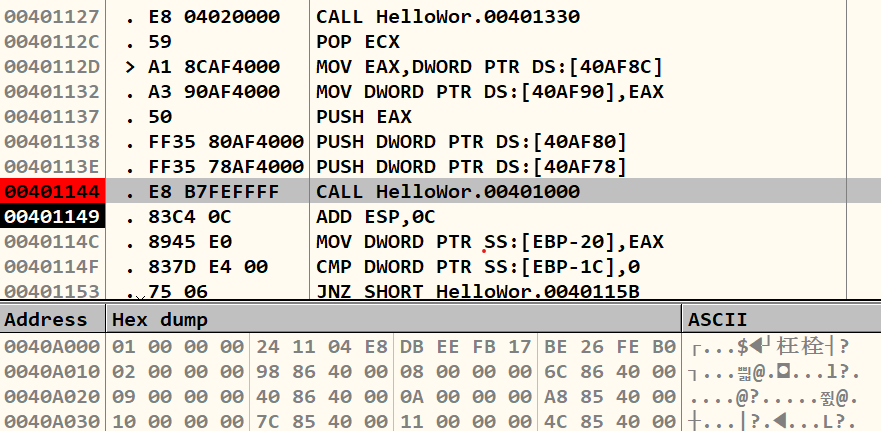 00401127 . E8 04020000 CALL HelloWor.00401330
0040112C . 59 POP ECX
0040112D > A1 8CAF4000 MOV EAX,DWORD PTR DS:[40AF8C]
00401132 . A3 90AF4000 MOV DWORD PTR DS:[40AF90],EAX
00401137 . 50 PUSH EAX
00401138 . FF35 80AF4000 PUSH DWORD PTR DS:[40AF80]
0040113E . FF35 78AF4000 PUSH DWORD PTR DS:[40AF78]
00401144 . E8 B7FEFFFF CALL HelloWor.00401000
00401149 . 83C4 0C ADD ESP,0C
0040114C . 8945 E0 MOV DWORD PTR SS:[EBP-20],EAX
0040114F . 837D E4 00 CMP DWORD PTR SS:[EBP-1C],0
00401153 . 75 06 JNZ SHORT HelloWor.0040115B
Address Hex dump ASCII
0040A000 01 00 00 00 24 11 04 E8 DB EE FB 17 BE 26 FE B0 ┌...$◀┘枉栓┤?
0040A010 02 00 00 00 98 86 40 00 08 00 00 00 6C 86 40 00 ┐...@.◘...l?.
0040A020 09 00 00 00 40 86 40 00 0A 00 00 00 A8 85 40 00 ....@?.....@.
0040A030 10 00 00 00 7C 85 40 00 11 00 00 00 4C 85 40 00 ┼...|?.◀...L?.